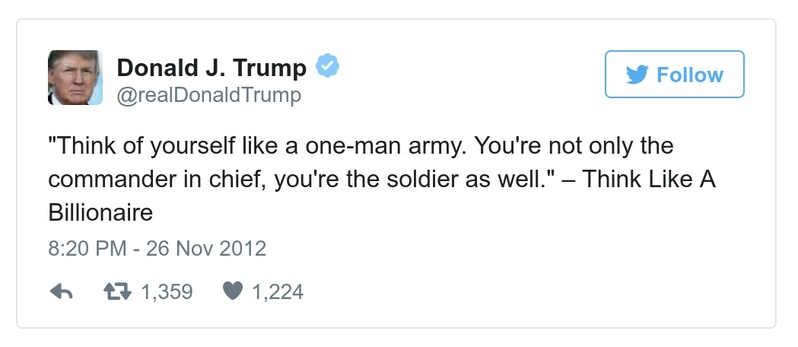 Donald J. Trump
@realDonaldTrump
Follow
"Think of yourself like a one-man army. You're not only the
commander in chief, you're the soldier as well." – Think Like A
Billionaire
8:20 PM - 26 Nov 2012
1,359 1,224